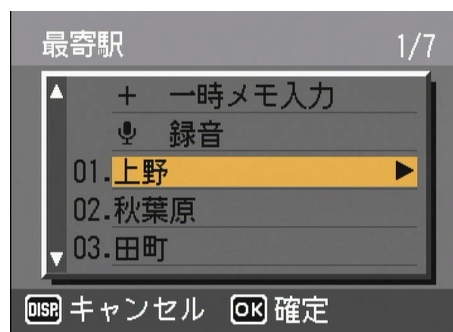 最寄駅 1/7
+ 一時メモ入力
録音
01.上野
02.秋葉原
03.田町
DISP. キャンセル OK 確定